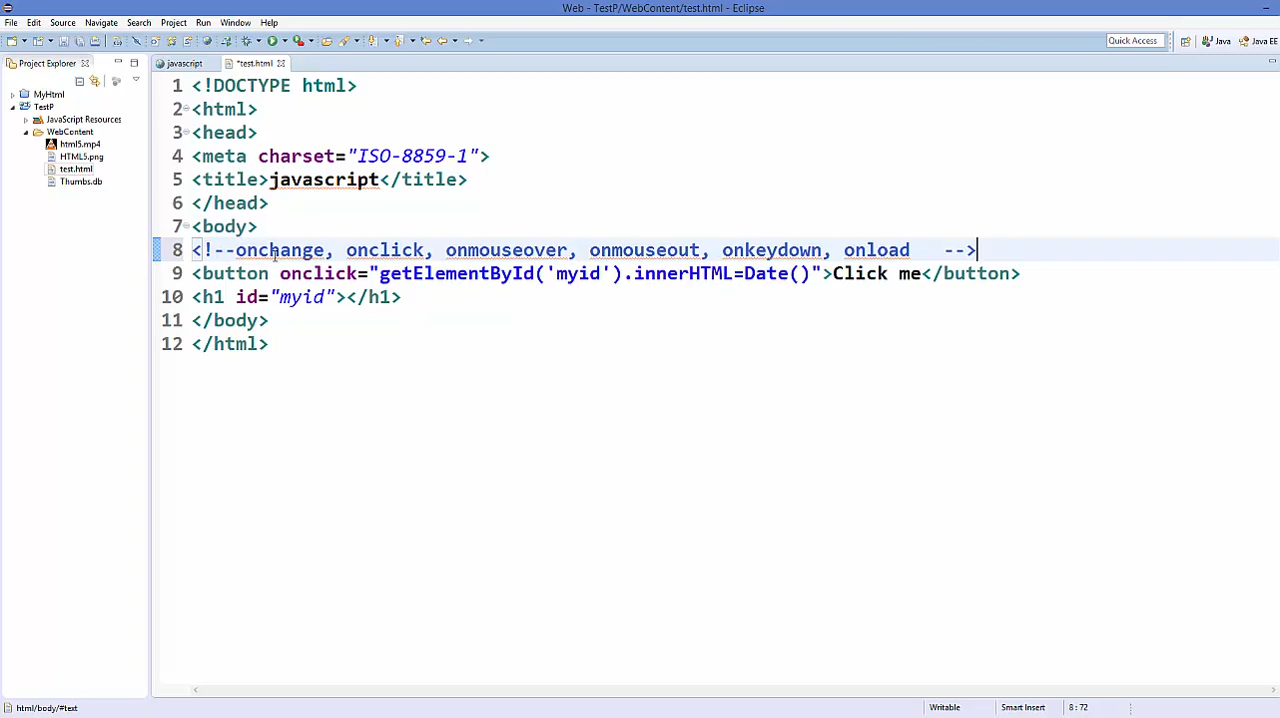 Web - TestP/WebContent/test.html - Eclipse
File Edit Source Navigate Search Project Run Window Help
Quick Access Java Java EE
Project Explorer javascript *test.html
MyHtml
TestP
JavaScript Resources
WebContent
html5.mp4
HTML5.png
test.html
Thumbs.db
1 <!DOCTYPE html>
2 <html>
3 <head>
4 <meta charset="ISO-8859-1">
5 <title>javascript</title>
6 </head>
7 <body>
8 <!--onchange, onclick, onmouseover, onmouseout, onkeydown, onload -->
9 <button onclick="getElementById('myid').innerHTML=Date()">Click me</button>
10 <h1 id="myid"></h1>
11 </body>
12 </html>
html/body/#text Writable Smart Insert 8:72